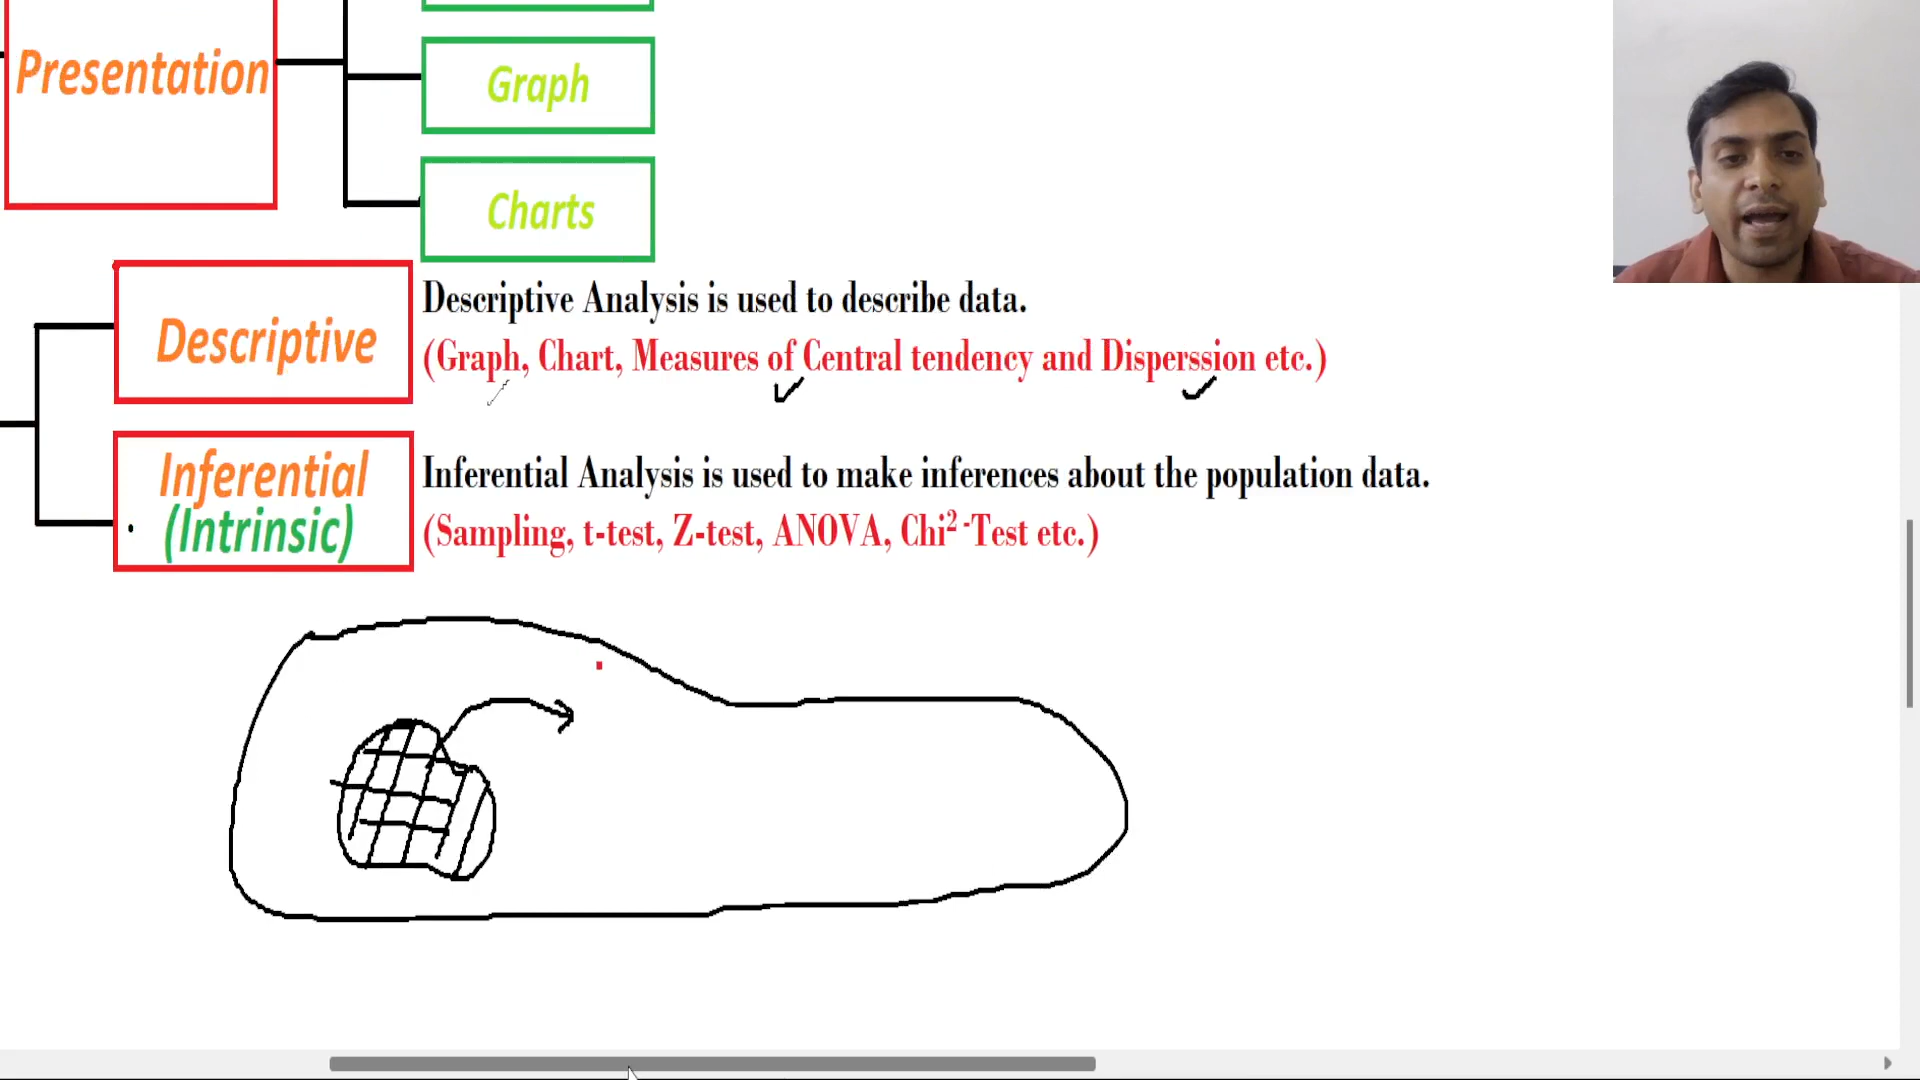 Presentation
Graph
Charts
Descriptive
Descriptive Analysis is used to describe data.
(Graph, Chart, Measures of Central tendency and Disperssion etc.)
Inferential
(Intrinsic)
Inferential Analysis is used to make inferences about the population data.
(Sampling, t-test, Z-test, ANOVA, Chi² -Test etc.)